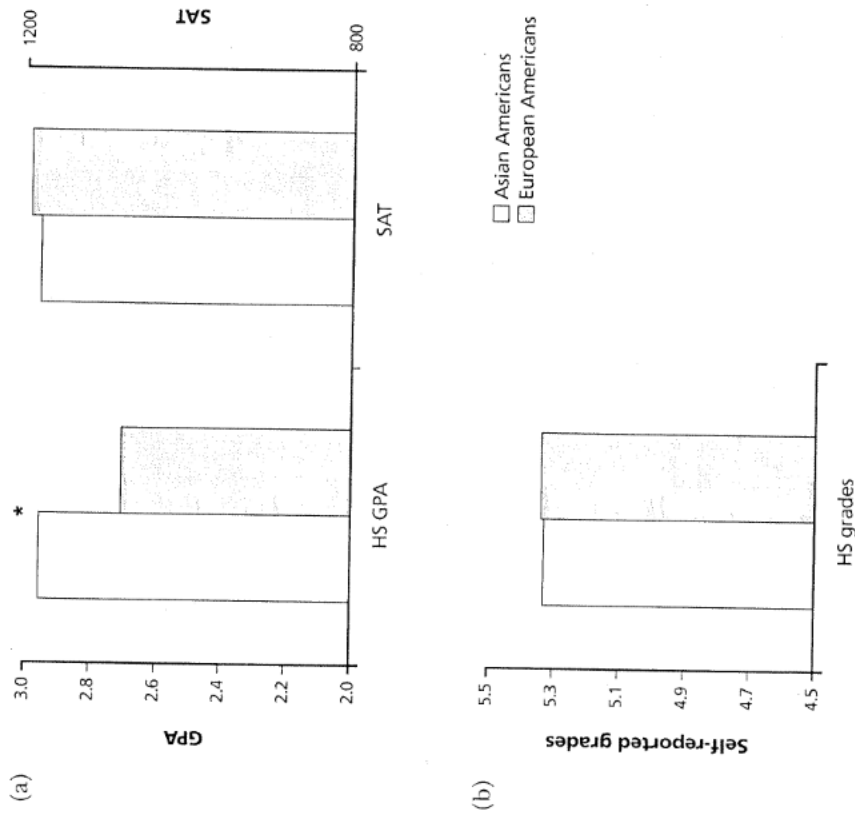 (a)
GPA
3.0
2.8
2.6
2.4
2.2
2.0
*
HS GPA
SAT
SAT
1200
800
(b)
Self-reported grades
5.5
5.3
5.1
4.9
4.7
4.5
HS grades
Asian Americans
European Americans